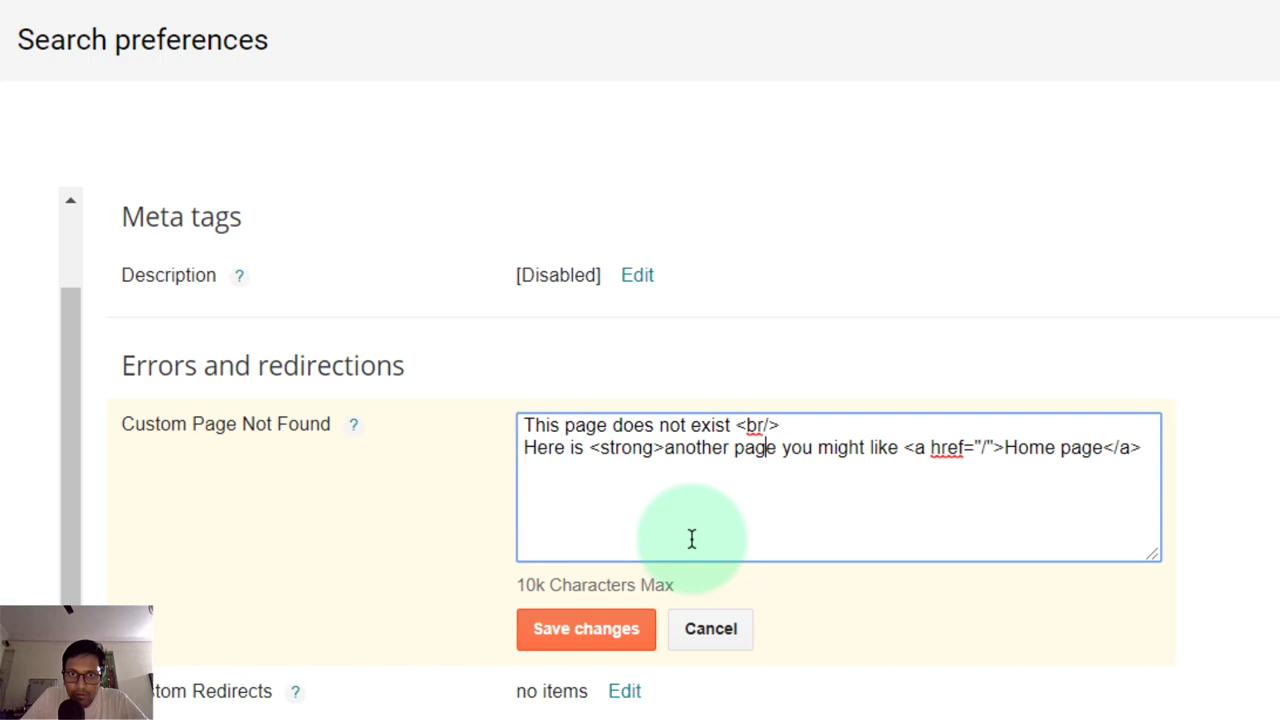 Search preferences
Meta tags
Description ? [Disabled] Edit
Errors and redirections
Custom Page Not Found ?
This page does not exist <br/>
Here is <strong>another page you might like <a href="/">Home page</a>
10k Characters Max
Save changes Cancel
tom Redirects ? no items Edit